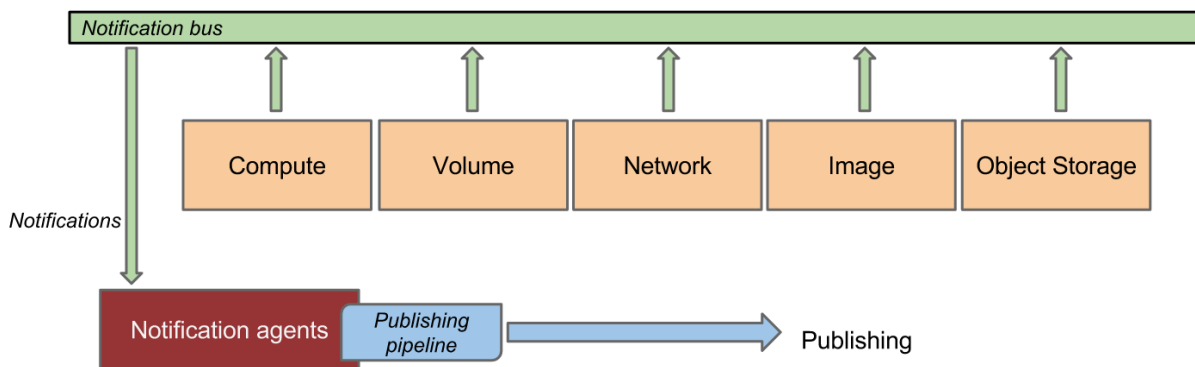 Notification bus
Compute
Volume
Network
Image
Object Storage
Notifications
Notification agents
Publishing
pipeline
Publishing